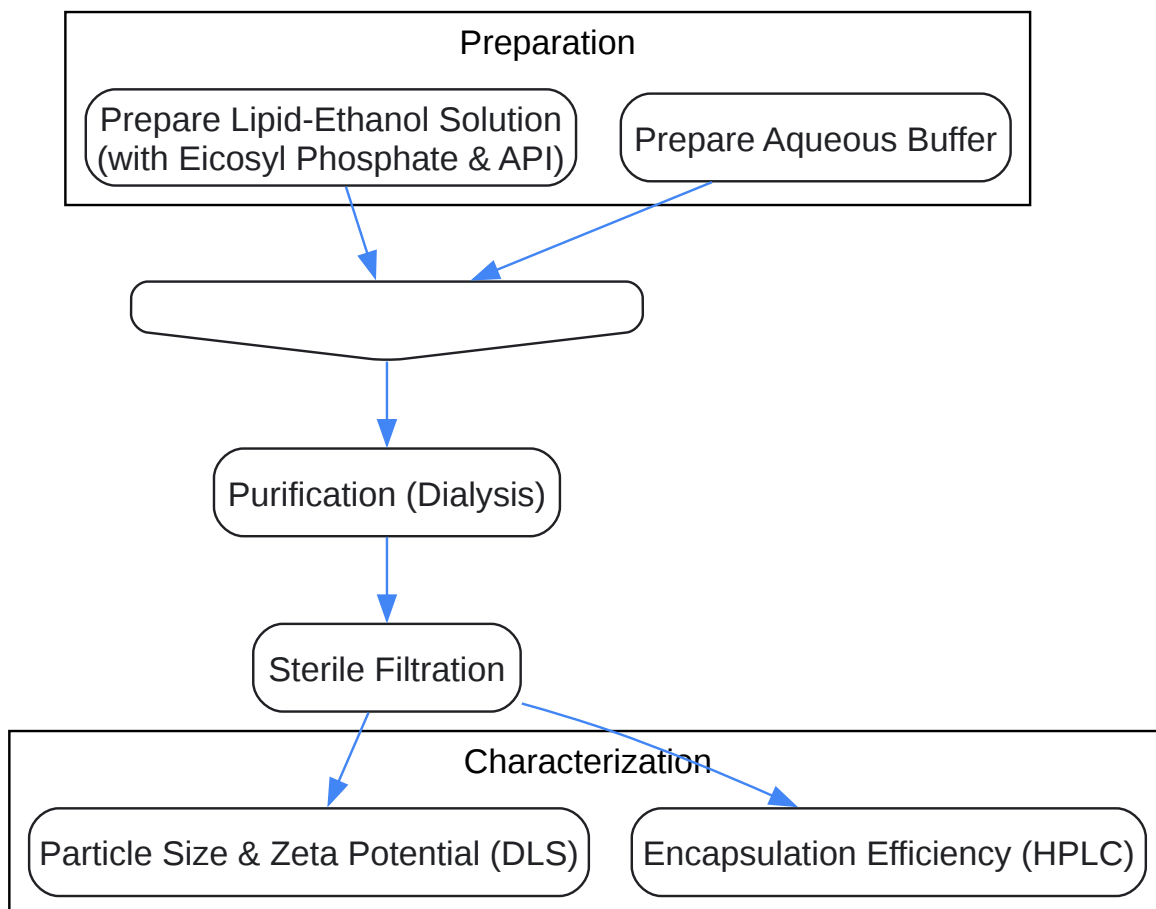 Preparation
Prepare Lipid-Ethanol Solution
(with Eicosyl Phosphate & API)
Prepare Aqueous Buffer
Purification (Dialysis)
Sterile Filtration
Characterization
Particle Size & Zeta Potential (DLS)
Encapsulation Efficiency (HPLC)